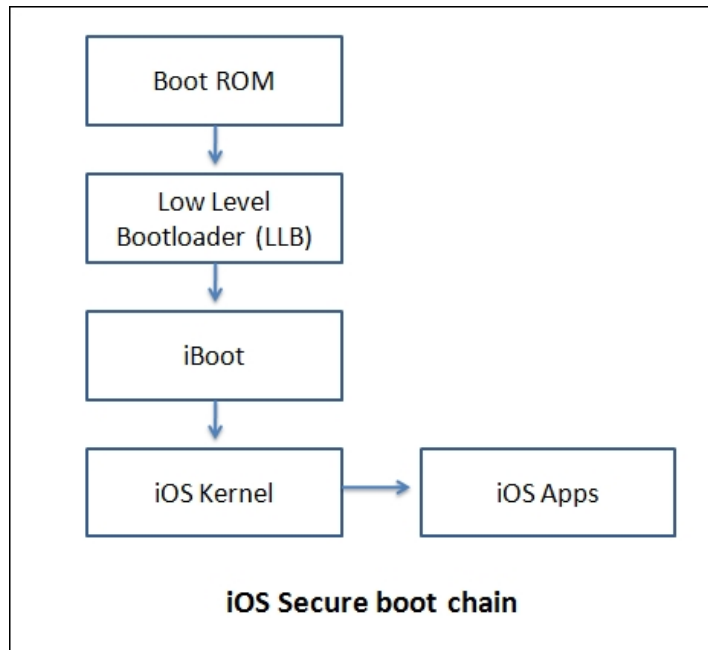 Boot ROM
Low Level
Bootloader (LLB)
iBoot
iOS Kernel
iOS Apps
iOS Secure boot chain